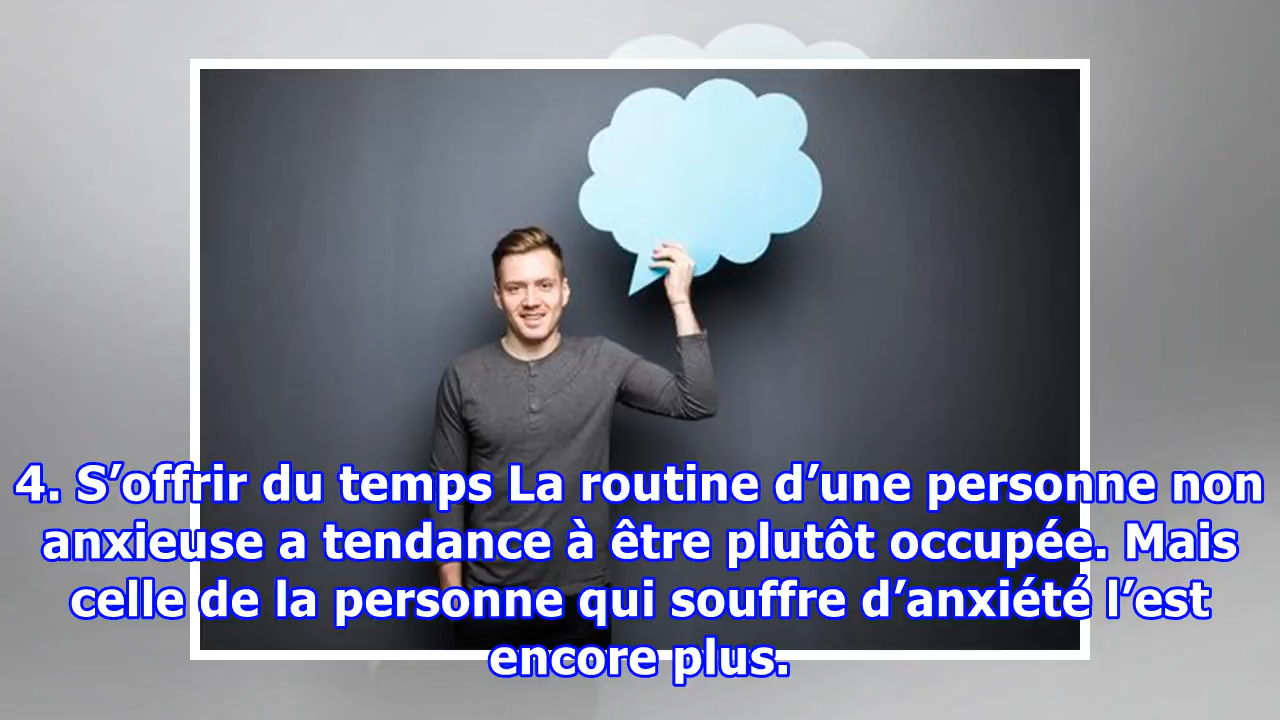 4. S’offrir du temps La routine d’une personne non
anxieuse a tendance à être plutôt occupée. Mais
celle de la personne qui souffre d’anxiété l’est
encore plus.